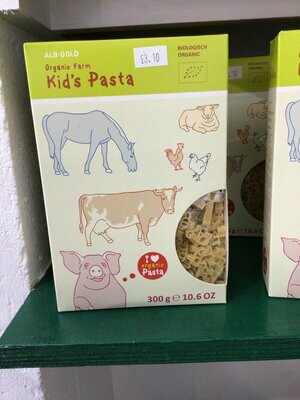 ALB-GOLD
£3.10
BIOLOGISCH
ORGANIC
Organic Farm
Kid's Pasta
I ♥
organic
Pasta
300 g e 10.6 OZ